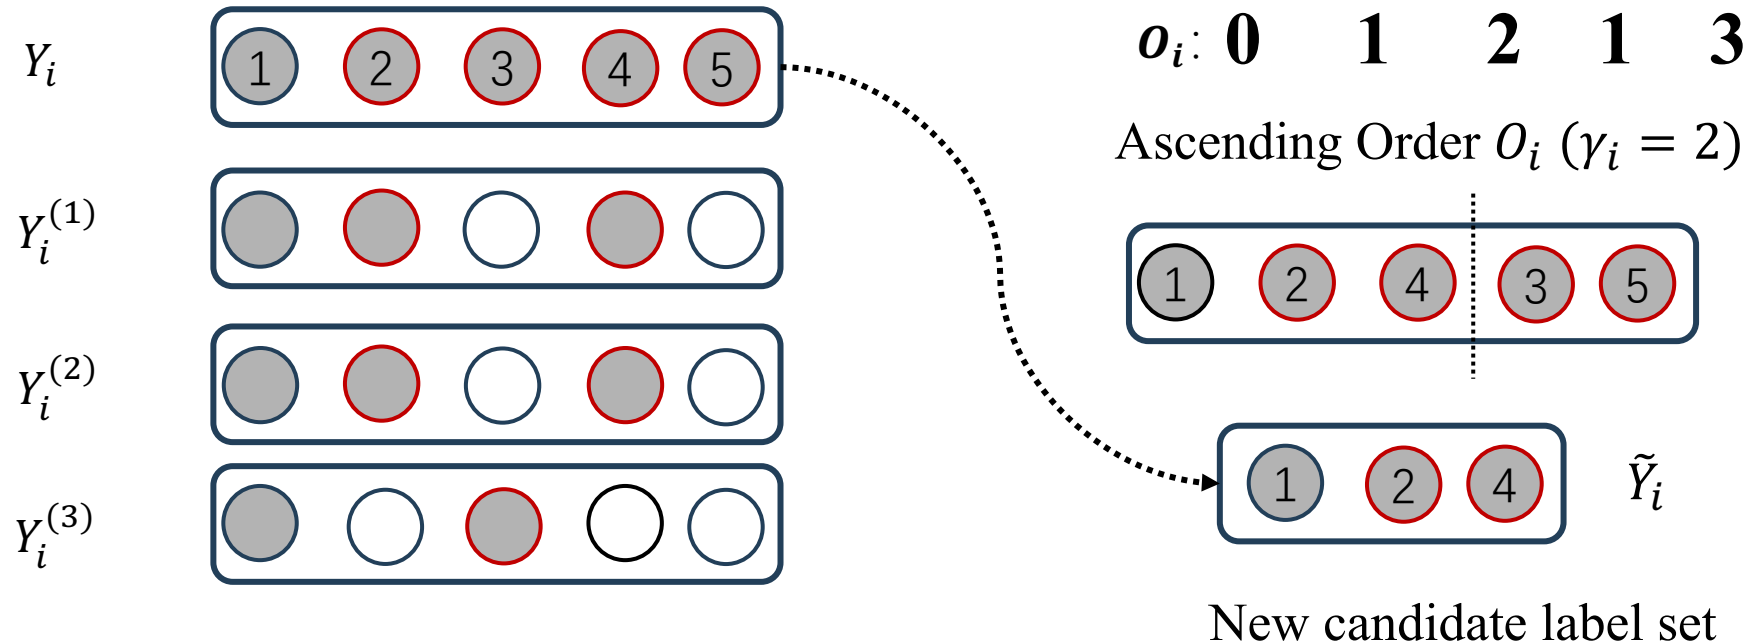 Y_i
1 2 3 4 5
Y_i^{(1)}
Y_i^{(2)}
Y_i^{(3)}
O_i: 0 1 2 1 3
Ascending Order O_i (γ_i = 2)
1 2 4 3 5
1 2 4
Ỹ_i
New candidate label set